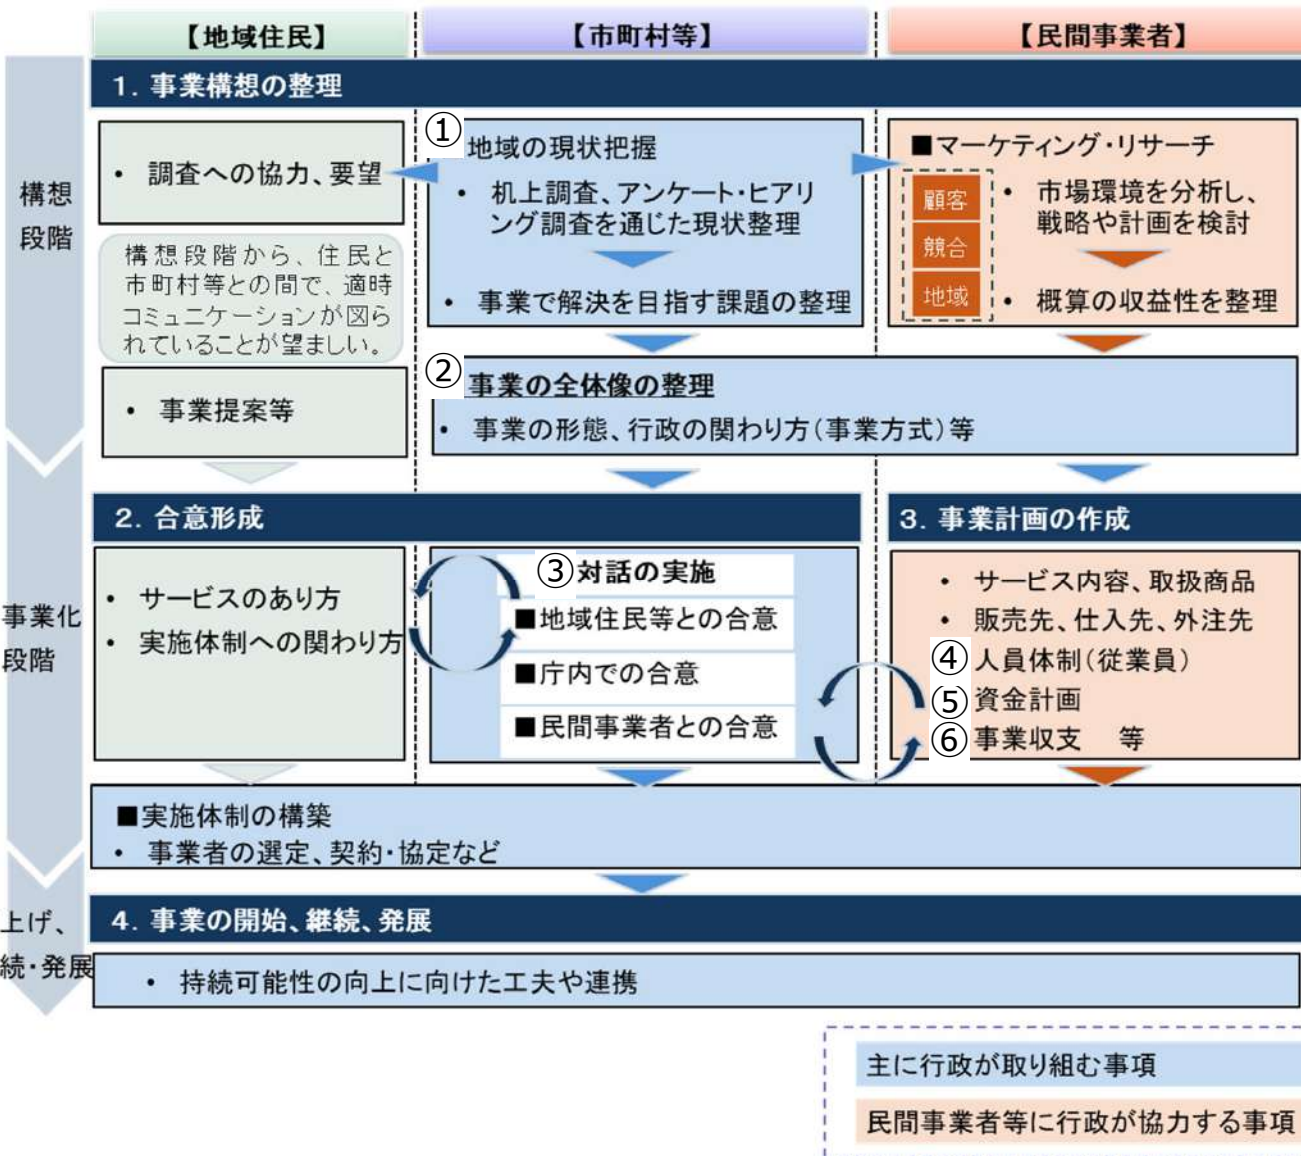 【地域住民】
【市町村等】
【民間事業者】
1. 事業構想の整理
構想
段階
・ 調査への協力、要望
構想段階から、住民と
市町村等との間で、適時
コミュニケーションが図ら
れていることが望ましい。
・ 事業提案等
① 地域の現状把握
・ 机上調査、アンケート・ヒアリ
ング調査を通じた現状整理
・ 事業で解決を目指す課題の整理
■マーケティング・リサーチ
顧客
競合
地域
・ 市場環境を分析し、
戦略や計画を検討
・ 概算の収益性を整理
② 事業の全体像の整理
・ 事業の形態、行政の関わり方(事業方式)等
事業化
段階
2. 合意形成
・ サービスのあり方
・ 実施体制への関わり方
③対話の実施
■地域住民等との合意
■庁内での合意
■民間事業者との合意
3. 事業計画の作成
・ サービス内容、取扱商品
・ 販売先、仕入先、外注先
④ 人員体制(従業員)
⑤ 資金計画
⑥ 事業収支 等
■実施体制の構築
・ 事業者の選定、契約・協定など
上げ、
続・発展
4. 事業の開始、継続、発展
・ 持続可能性の向上に向けた工夫や連携
主に行政が取り組む事項
民間事業者等に行政が協力する事項